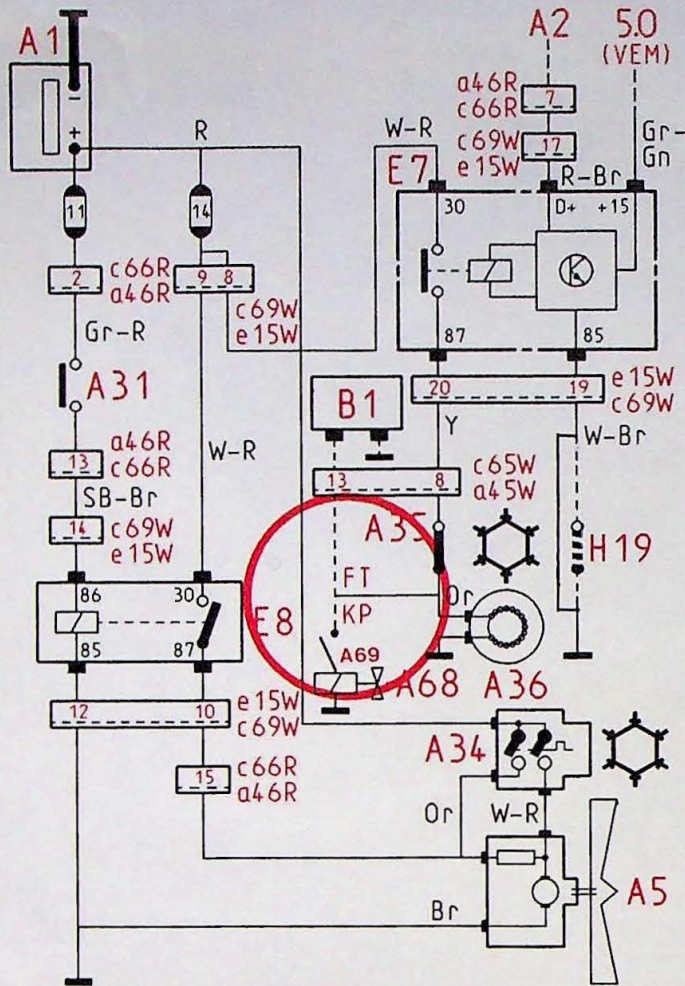 A1
A2
5.0
(VEM)
a46R
c66R
7
-
+
R
W-R
c69W
e15W
17
Gr-
Gn
E7
R-Br
11
14
30
D+
+15
2
c66R
a46R
9 8
c69W
e15W
87
85
Gr-R
A31
20
19
e15W
c69W
B1
Y
W-Br
13
a46R
c66R
W-R
13
8
c65W
a45W
SB-Br
14
c69W
e15W
A35
H19
FT
Or
86
30
E8
KP
85
87
A69
A68
A36
12
10
e15W
c69W
A34
15
c66R
a46R
Or
W-R
A5
Br